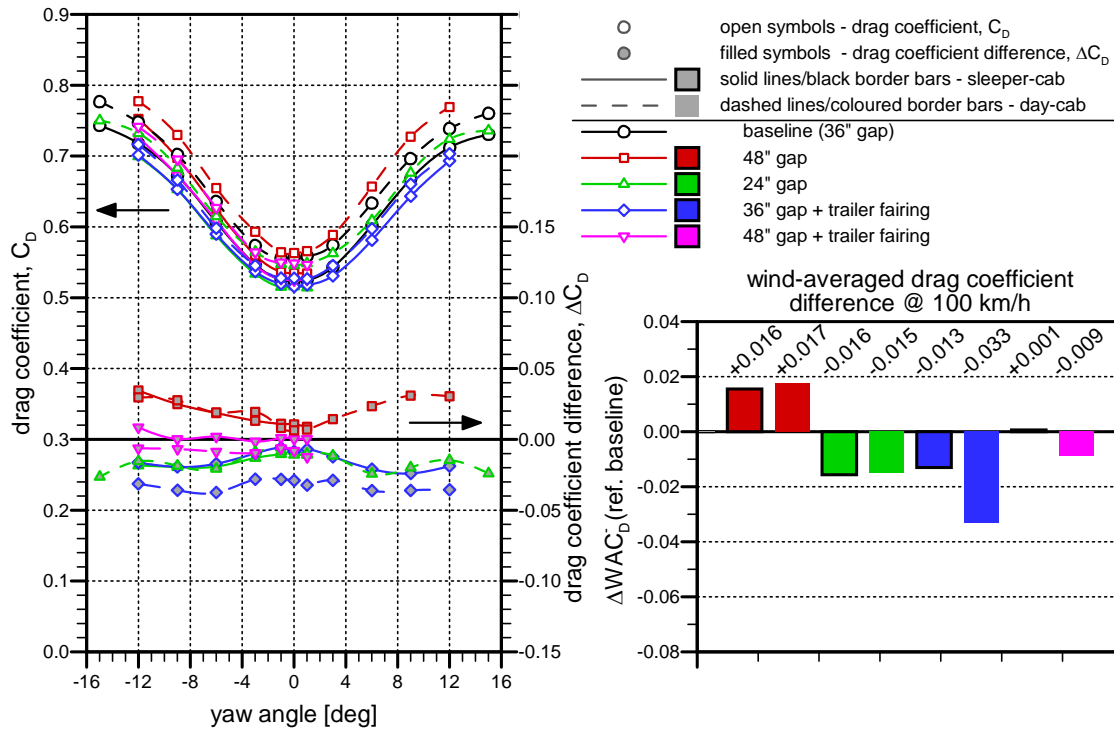 0.9
0.8
0.7
0.6
0.5
0.4
0.3
0.2
0.1
0.0
drag coefficient, C_D
0.15
0.10
0.05
0.00
-0.05
-0.10
-0.15
drag coefficient difference, ΔC_D
-16
-12
-8
-4
0
4
8
12
16
yaw angle [deg]
open symbols - drag coefficient, C_D
filled symbols - drag coefficient difference, ΔC_D
solid lines/black border bars - sleeper-cab
dashed lines/coloured border bars - day-cab
baseline (36" gap)
48" gap
24" gap
36" gap + trailer fairing
48" gap + trailer fairing
wind-averaged drag coefficient
difference @ 100 km/h
+0.016
+0.017
-0.016
-0.015
-0.013
-0.033
+0.001
-0.009
0.04
0.02
0.00
-0.02
-0.04
-0.06
-0.08
ΔWAC_D (ref. baseline)